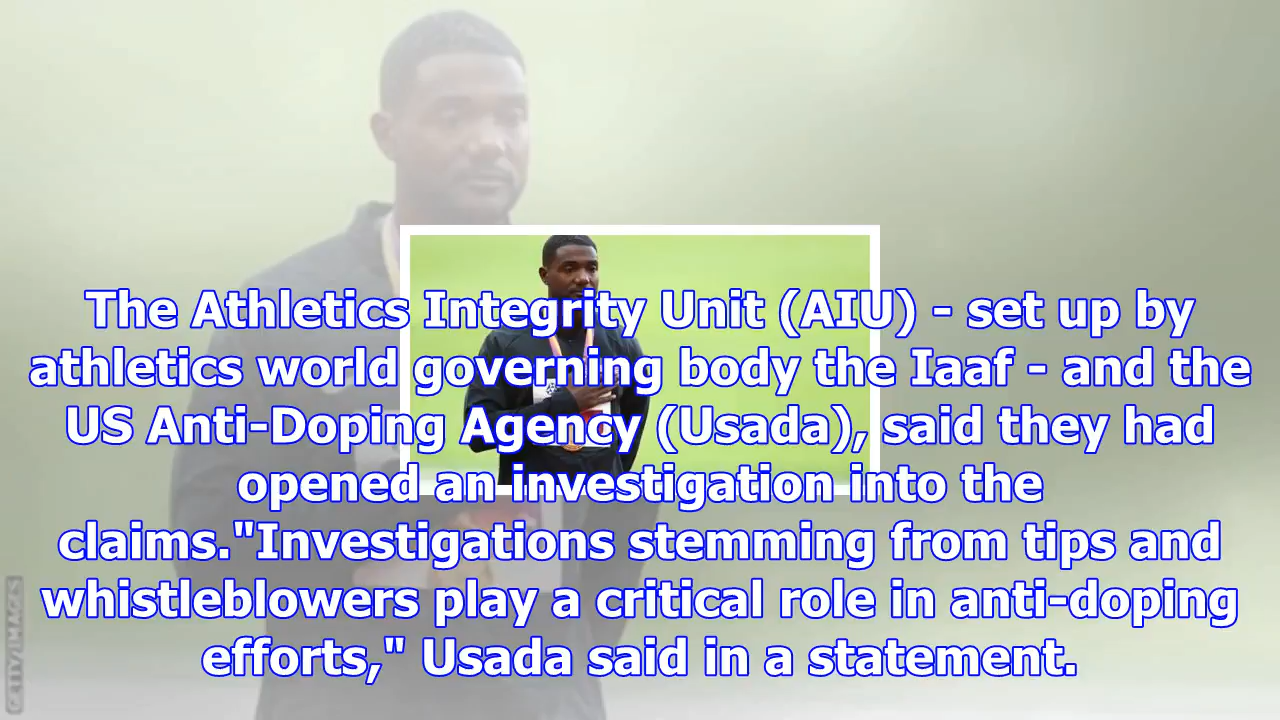 The Athletics Integrity Unit (AIU) - set up by
athletics world governing body the Iaaf - and the
US Anti-Doping Agency (Usada), said they had
opened an investigation into the
claims."Investigations stemming from tips and
whistleblowers play a critical role in anti-doping
efforts," Usada said in a statement.
GETTY IMAGES